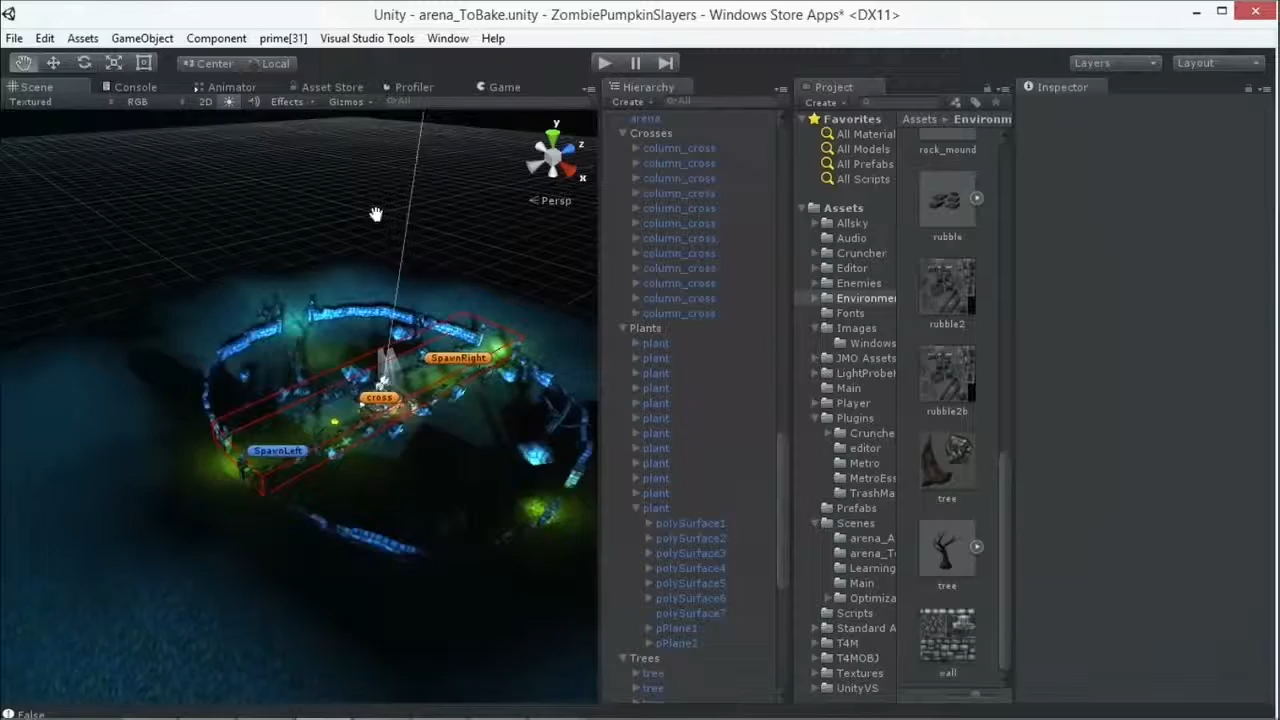 Unity - arena_ToBake.unity - ZombiePumpkinSlayers - Windows Store Apps* <DX11>
File Edit Assets GameObject Component prime[31] Visual Studio Tools Window Help
Center Local Layers Layout
Scene Console Animator Asset Store Profiler Game
Textured RGB 2D Effects Gizmos All
y
z
x
Persp
SpawnRight
cross
SpawnLeft
Hierarchy
Create All
arena
Crosses
column_cross
column_cross
column_cross
column_cross
column_cross
column_cross
column_cross
column_cross
column_cross
column_cross
column_cross
column_cross
Plants
plant
plant
plant
plant
plant
plant
plant
plant
plant
plant
plant
plant
polySurface1
polySurface2
polySurface3
polySurface4
polySurface5
polySurface6
polySurface7
pPlane1
pPlane2
Trees
tree
tree
Project
Create
Favorites
All Material
All Models
All Prefabs
All Scripts
Assets
Allsky
Audio
Cruncher
Editor
Enemies
Environmen
Fonts
Images
Windows
JMO Assets
LightProbe
Main
Player
Plugins
Crunche
editor
Metro
MetroEss
TrashMa
Prefabs
Scenes
arena_A
arena_T
Learning
Main
Optimiza
Scripts
Standard A
T4M
T4MOBJ
Textures
UnityVS
Assets Environm
rock_mound
rubble
rubble2
rubble2b
tree
tree
wall
Inspector
False